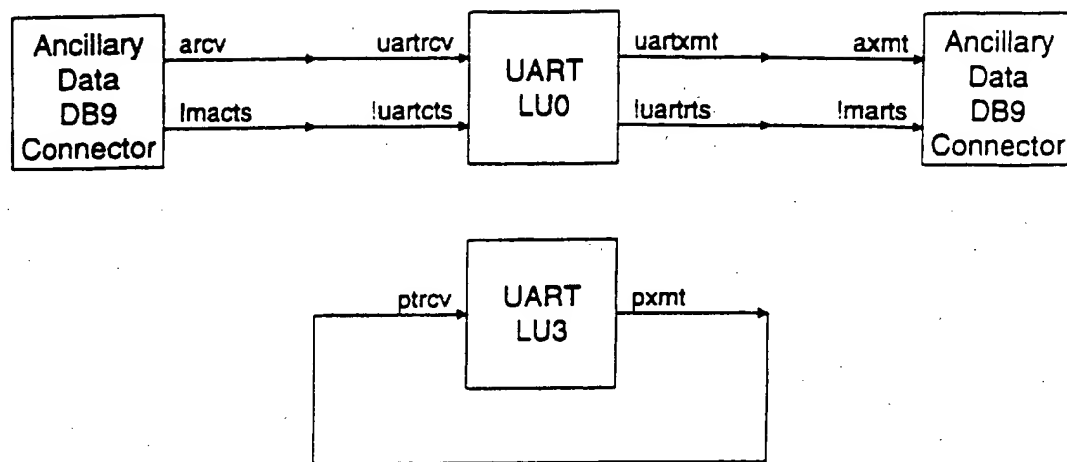 Ancillary
Data
DB9
Connector
arcv
uartrcv
!macts
!uartcts
UART
LU0
uartxmt
axmt
!uartrts
!marts
Ancillary
Data
DB9
Connector
ptrcv
UART
LU3
pxmt